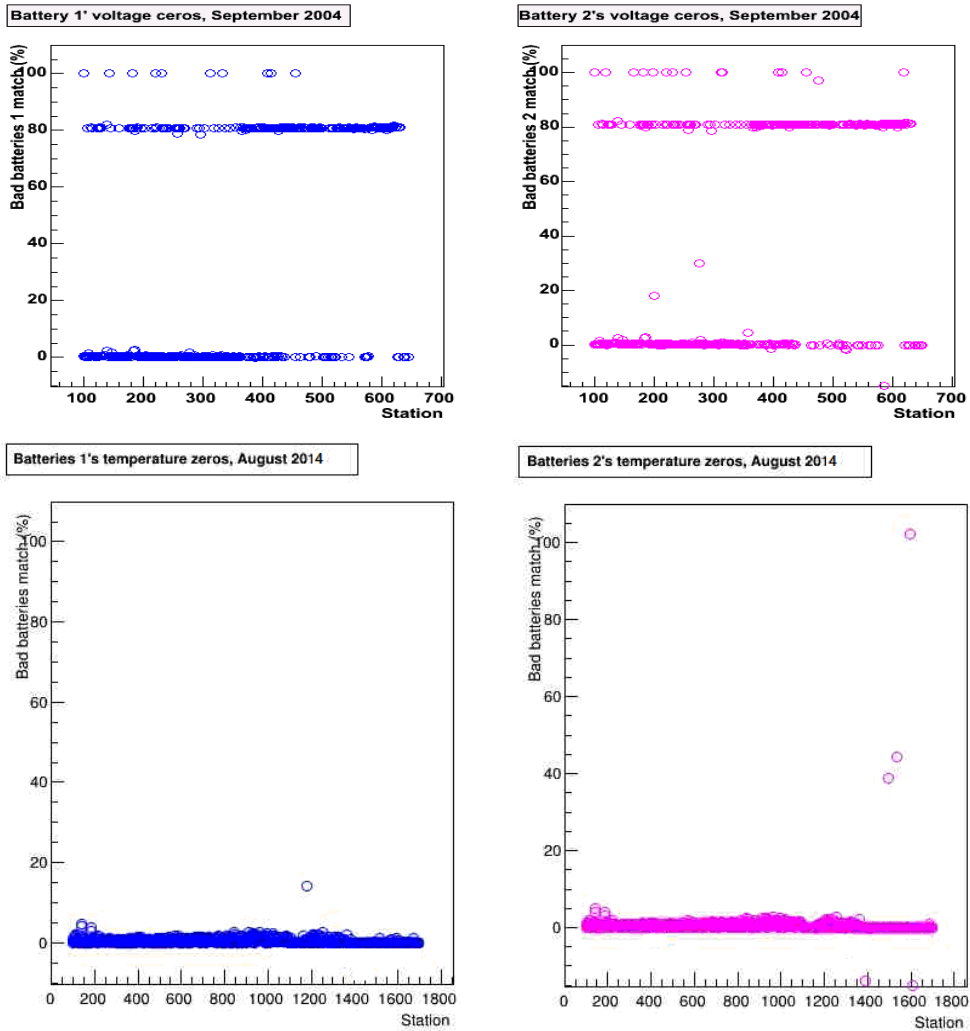 Battery 1' voltage ceros, September 2004
Bad batteries 1 match (%)
100
80
60
40
20
0
100 200 300 400 500 600 700
Station
Battery 2's voltage ceros, September 2004
Bad batteries 2 match (%)
100
80
60
40
20
0
100 200 300 400 500 600 700
Station
Batteries 1's temperature zeros, August 2014
Bad batteries match (%)
100
80
60
40
20
0
0 200 400 600 800 1000 1200 1400 1600 1800
Station
Batteries 2's temperature zeros, August 2014
Bad batteries match (%)
100
80
60
40
20
0
0 200 400 600 800 1000 1200 1400 1600 1800
Station